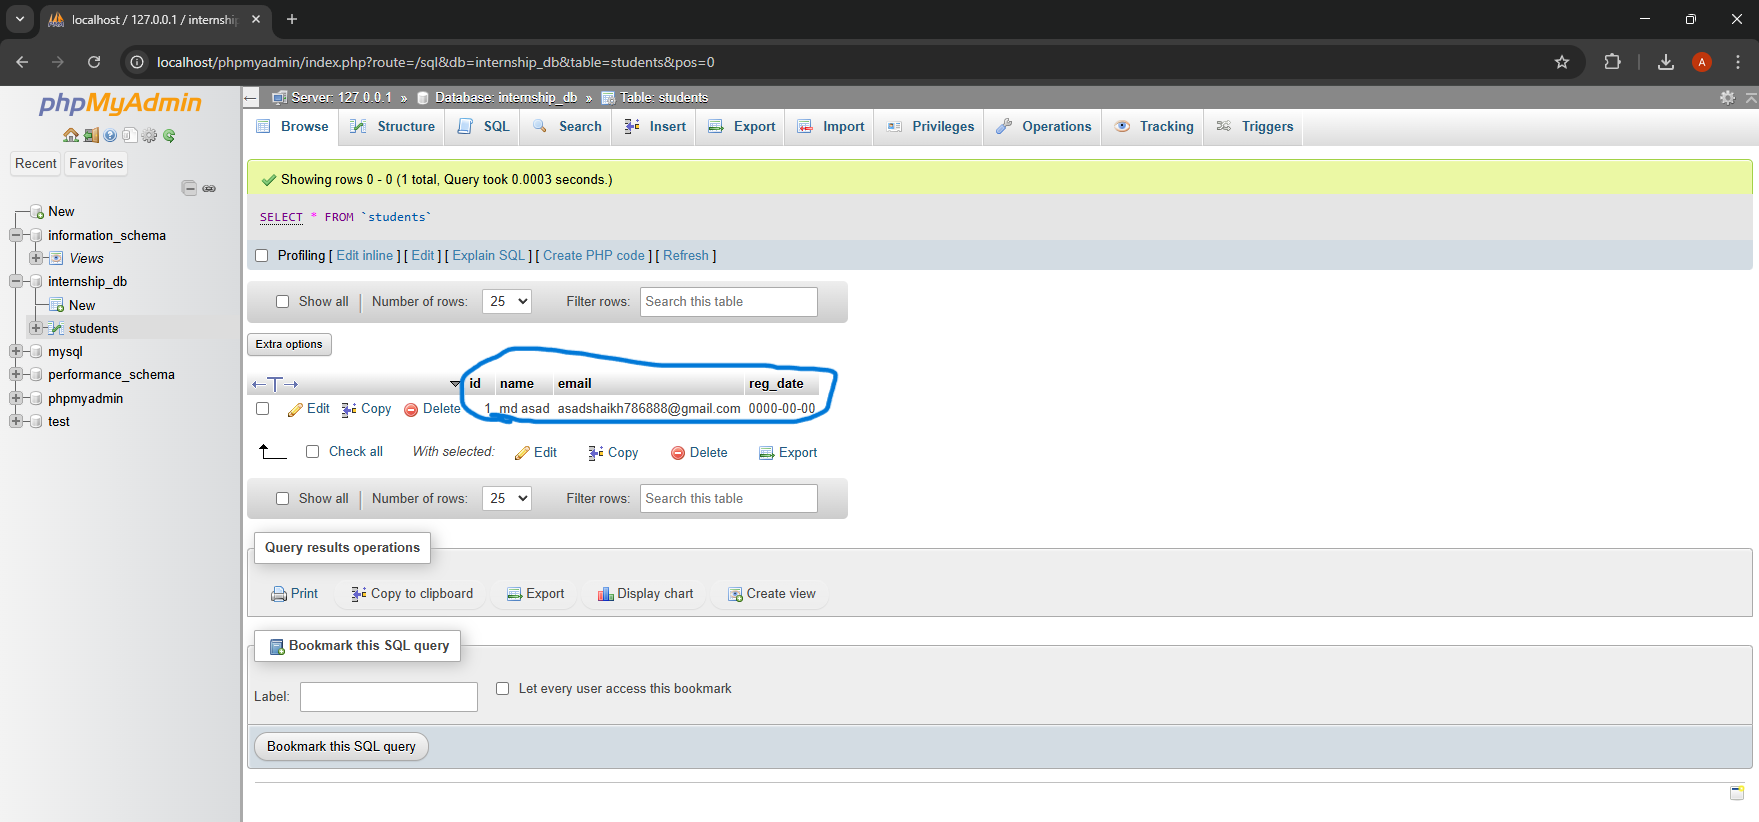 localhost / 127.0.0.1 / internship
localhost/phpmyadmin/index.php?route=/sql&db=internship_db&table=students&pos=0
A
phpMyAdmin
Recent Favorites
New
information_schema
Views
internship_db
New
students
mysql
performance_schema
phpmyadmin
test
Server: 127.0.0.1 » Database: internship_db » Table: students
Browse Structure SQL Search Insert Export Import Privileges Operations Tracking Triggers
Showing rows 0 - 0 (1 total, Query took 0.0003 seconds.)
SELECT * FROM `students`
Profiling [ Edit inline ] [ Edit ] [ Explain SQL ] [ Create PHP code ] [ Refresh ]
Show all Number of rows: 25 Filter rows: Search this table
Extra options
←T→ id name email reg_date
Edit Copy Delete 1 md asad asadshaikh786888@gmail.com 0000-00-00
Check all With selected: Edit Copy Delete Export
Show all Number of rows: 25 Filter rows: Search this table
Query results operations
Print Copy to clipboard Export Display chart Create view
Bookmark this SQL query
Label: Let every user access this bookmark
Bookmark this SQL query